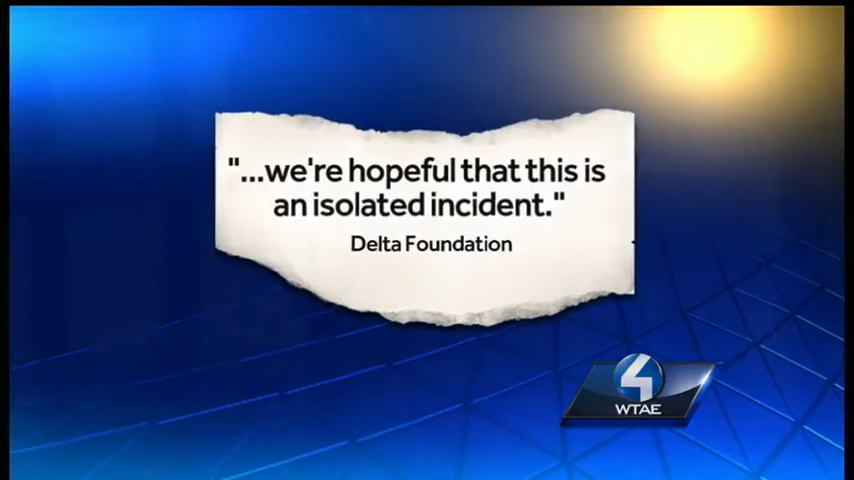 "...we're hopeful that this is
an isolated incident."
Delta Foundation
4
WTAE